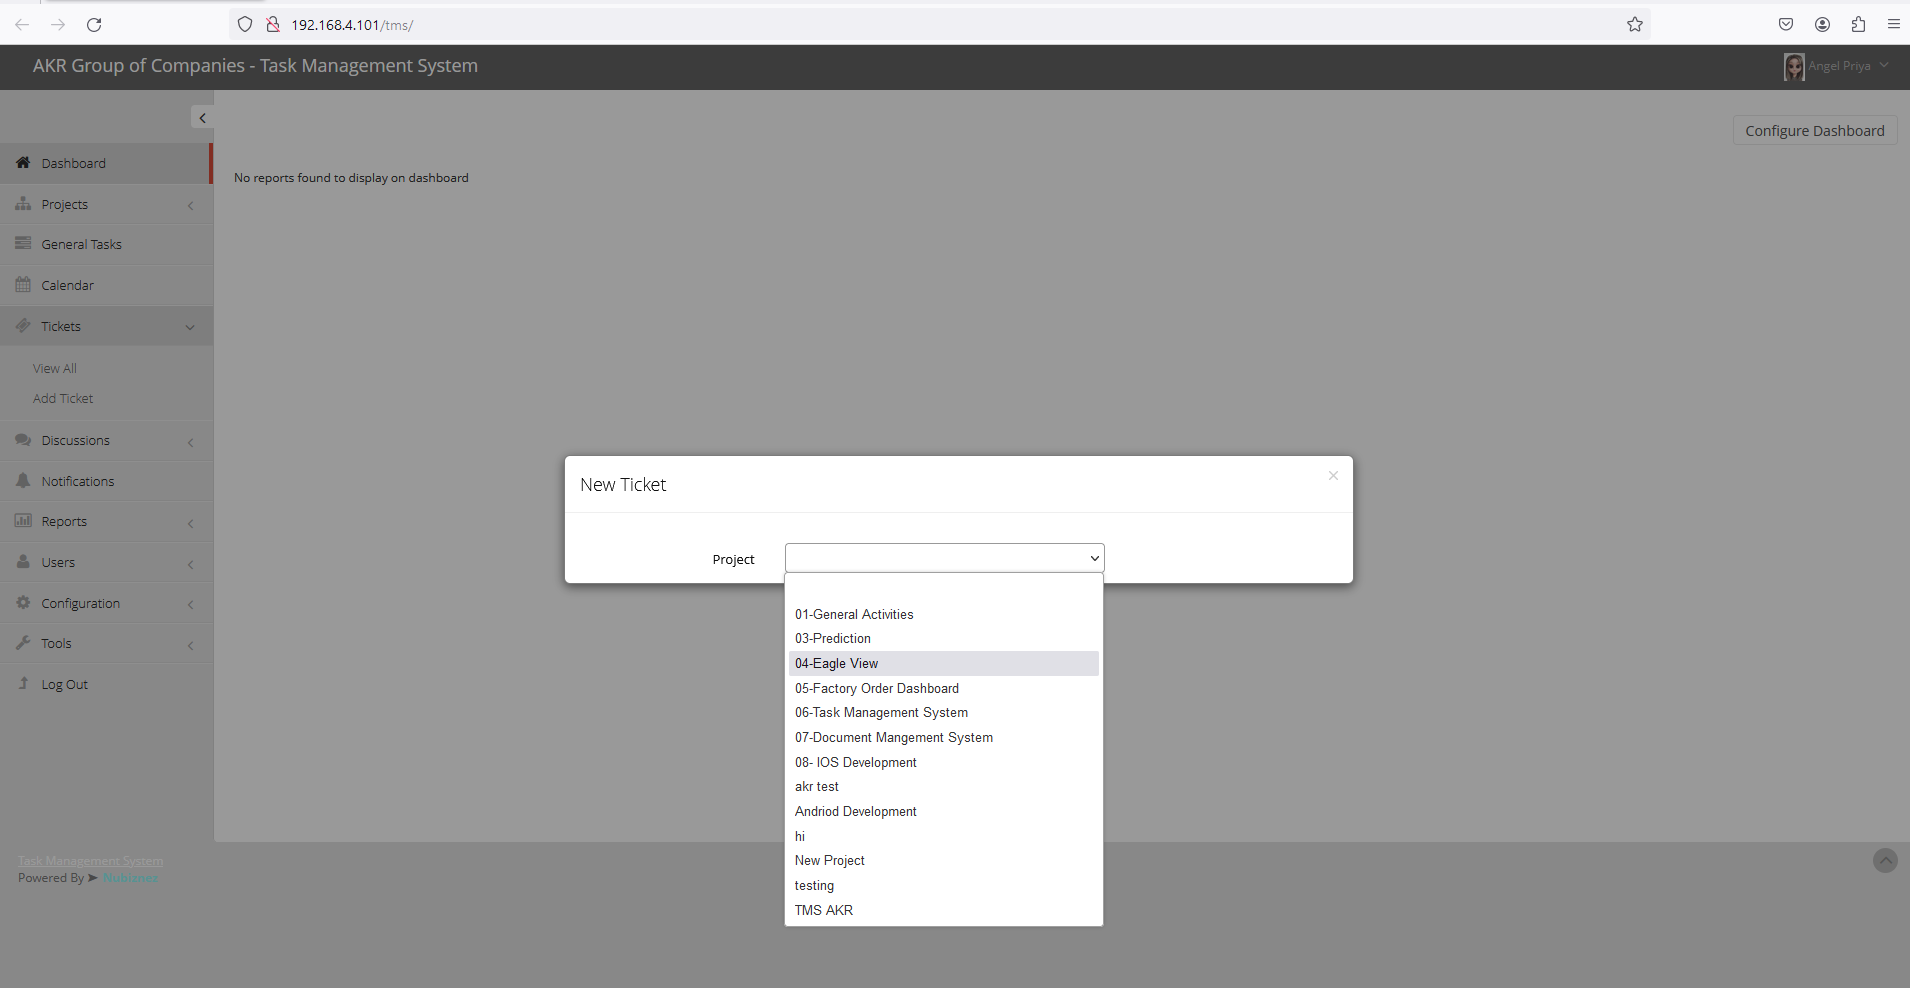 192.168.4.101/tms/
AKR Group of Companies - Task Management System
Angel Priya
Configure Dashboard
Dashboard
No reports found to display on dashboard
Projects
General Tasks
Calendar
Tickets
View All
Add Ticket
Discussions
Notifications
Reports
Users
Configuration
Tools
Log Out
New Ticket
Project
01-General Activities
03-Prediction
04-Eagle View
05-Factory Order Dashboard
06-Task Management System
07-Document Mangement System
08- IOS Development
akr test
Andriod Development
hi
New Project
testing
TMS AKR
Task Management System
Powered By ➤ Nubiznez